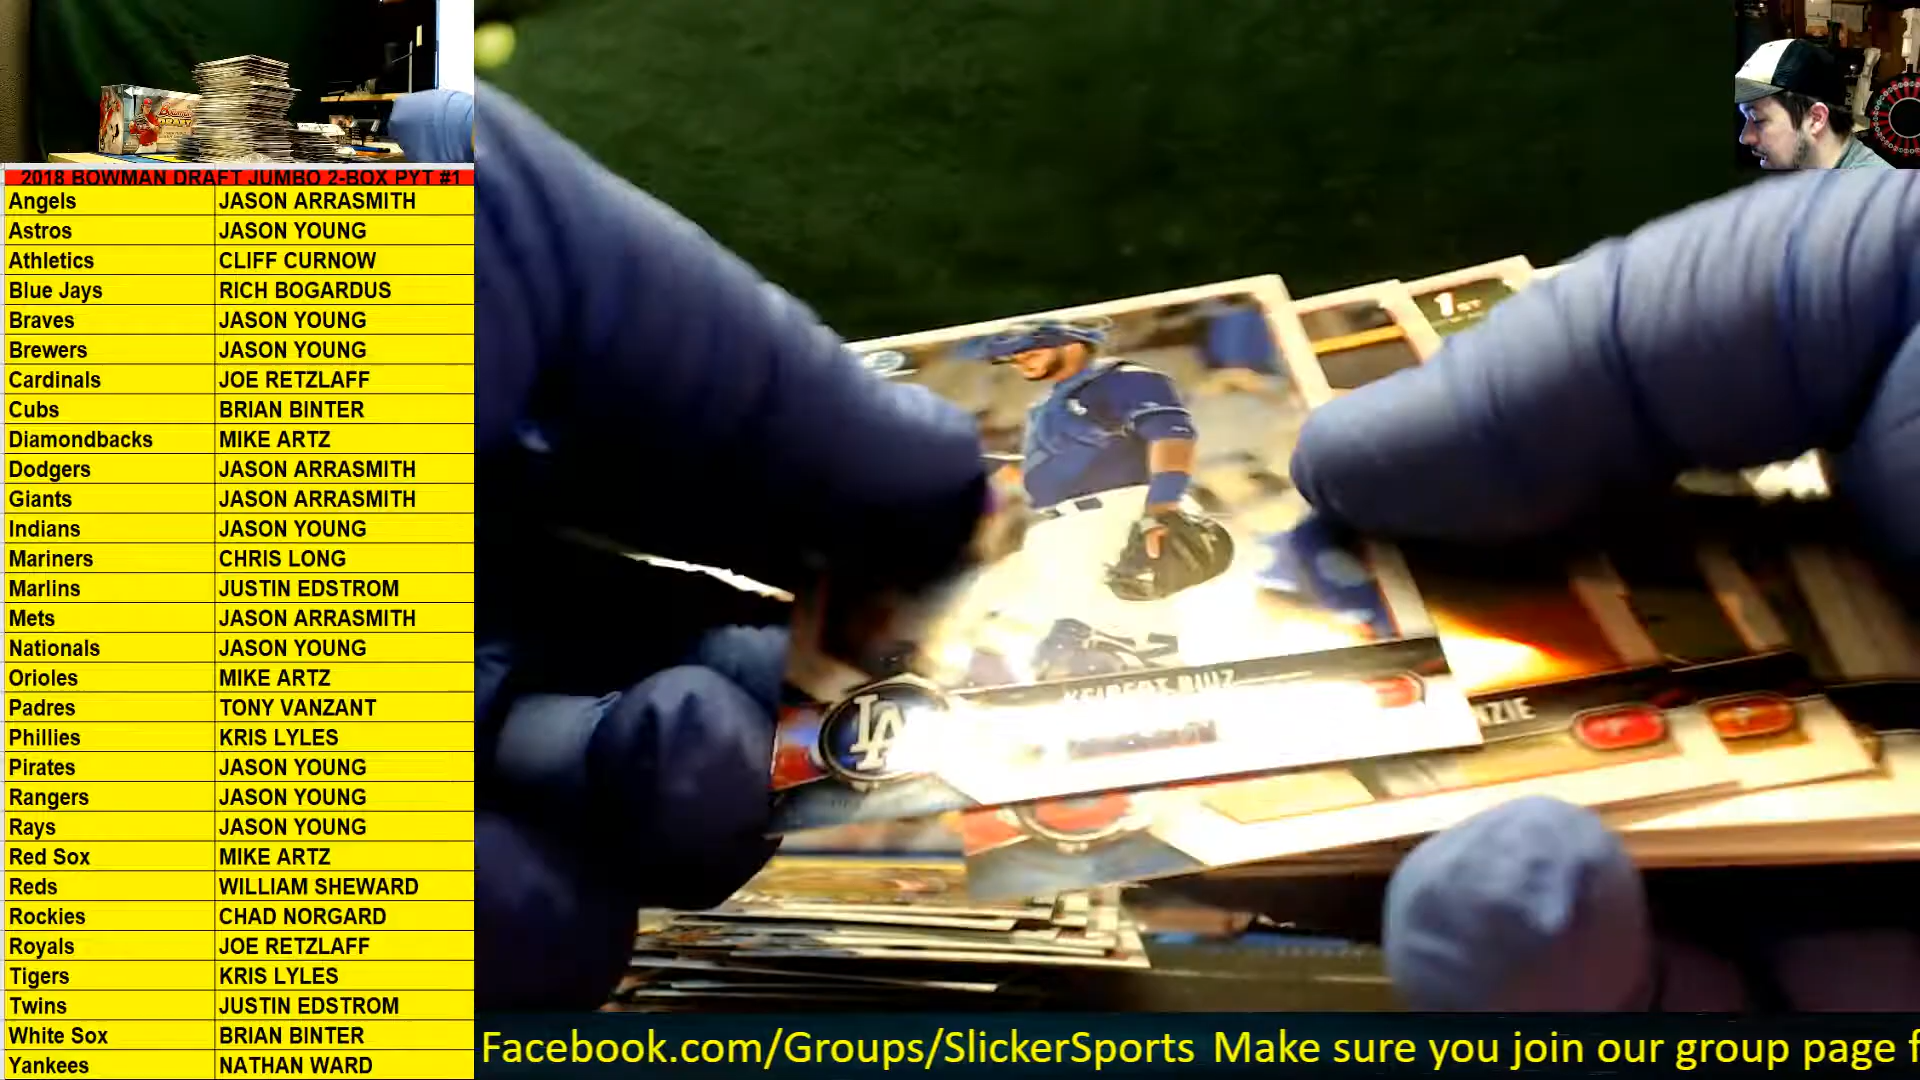 2018 BOWMAN DRAFT JUMBO 2-BOX PYT #1
Angels JASON ARRASMITH
Astros JASON YOUNG
Athletics CLIFF CURNOW
Blue Jays RICH BOGARDUS
Braves JASON YOUNG
Brewers JASON YOUNG
Cardinals JOE RETZLAFF
Cubs BRIAN BINTER
Diamondbacks MIKE ARTZ
Dodgers JASON ARRASMITH
Giants JASON ARRASMITH
Indians JASON YOUNG
Mariners CHRIS LONG
Marlins JUSTIN EDSTROM
Mets JASON ARRASMITH
Nationals JASON YOUNG
Orioles MIKE ARTZ
Padres TONY VANZANT
Phillies KRIS LYLES
Pirates JASON YOUNG
Rangers JASON YOUNG
Rays JASON YOUNG
Red Sox MIKE ARTZ
Reds WILLIAM SHEWARD
Rockies CHAD NORGARD
Royals JOE RETZLAFF
Tigers KRIS LYLES
Twins JUSTIN EDSTROM
White Sox BRIAN BINTER
Yankees NATHAN WARD
1ST
KEIBERT RUIZ
LA
NZIE
Facebook.com/Groups/SlickerSports Make sure you join our group page f